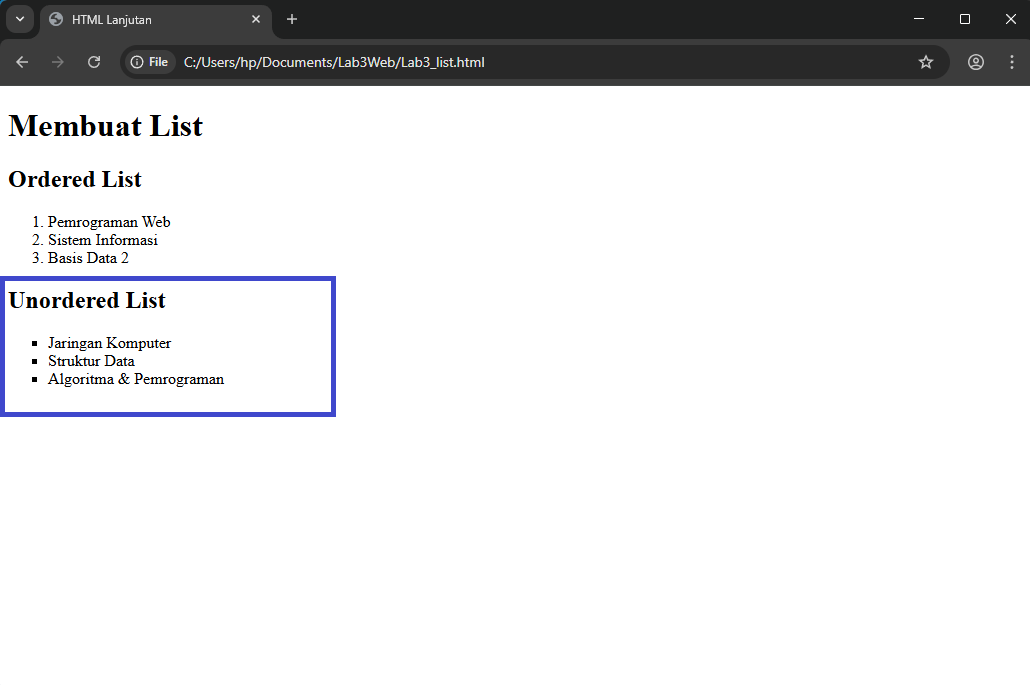 HTML Lanjutan
File C:/Users/hp/Documents/Lab3Web/Lab3_list.html
Membuat List
Ordered List
1. Pemrograman Web
2. Sistem Informasi
3. Basis Data 2
Unordered List
▪ Jaringan Komputer
▪ Struktur Data
▪ Algoritma & Pemrograman